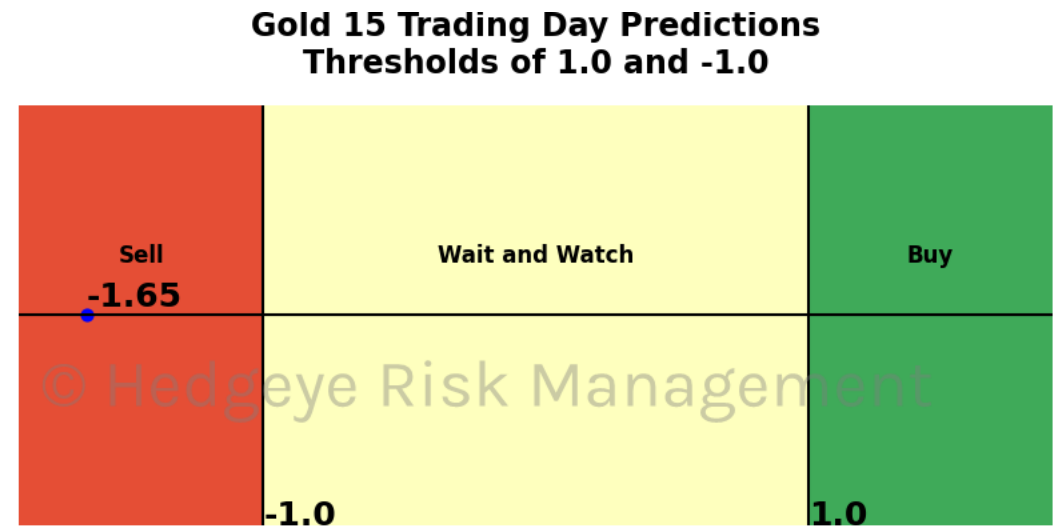 Gold 15 Trading Day Predictions
Thresholds of 1.0 and -1.0
Sell
Wait and Watch
Buy
-1.65
© Hedgeye Risk Management
-1.0
1.0